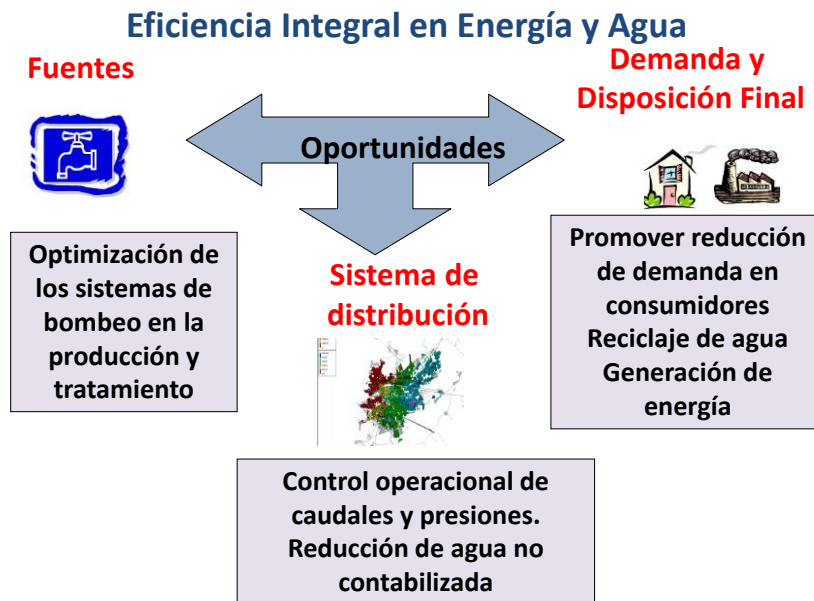 Eficiencia Integral en Energía y Agua
Fuentes
Demanda y
Disposición Final
Oportunidades
Optimización de
los sistemas de
bombeo en la
producción y
tratamiento
Sistema de
distribución
Promover reducción
de demanda en
consumidores
Reciclaje de agua
Generación de
energía
Control operacional de
caudales y presiones.
Reducción de agua no
contabilizada